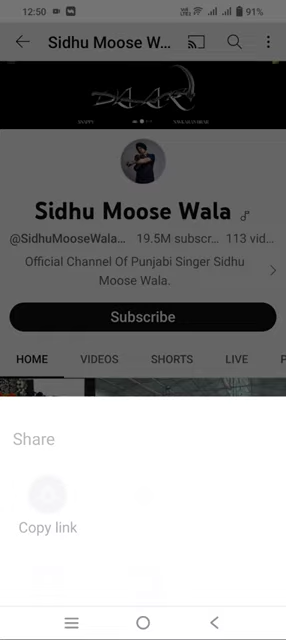 12:50
91%
Sidhu Moose W...
Sidhu Moose Wala
@SidhuMooseWala... 19.5M subscr... 113 vid...
Official Channel Of Punjabi Singer Sidhu
Moose Wala.
Subscribe
HOME VIDEOS SHORTS LIVE
Share
Copy link